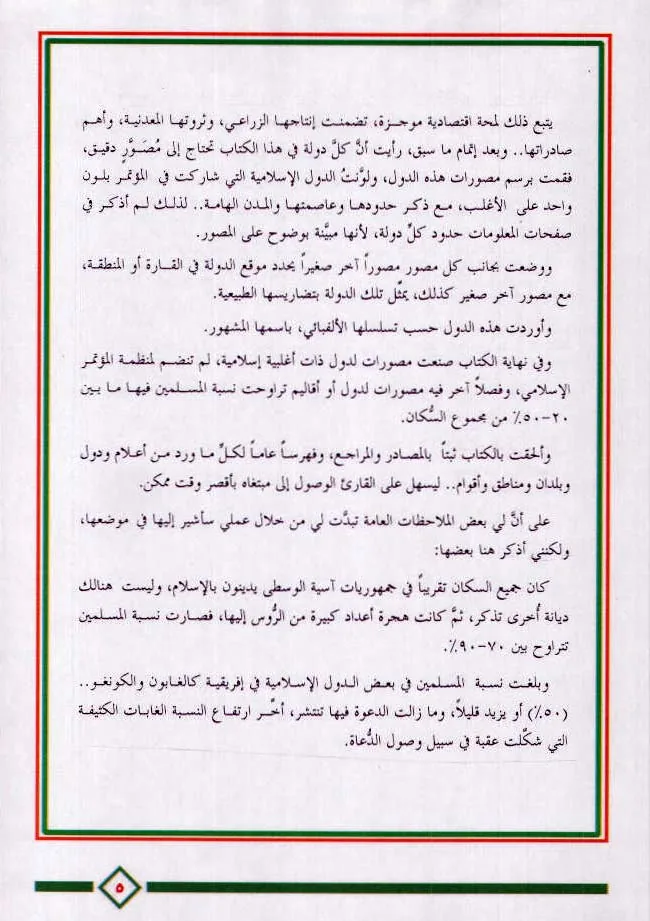 يتبع ذلك لمحة اقتصادية موجزة، تضمنت إنتاجها الزراعي، وثروتها المعدنية، وأهم
صادراتها.. وبعد إتمام ما سبق، رأيت أنَّ كلَّ دولة في هذا الكتاب تحتاج إلى مُصَوَّرٍ دقيق،
فقمت برسم مصورات هذه الدول، ولوَّنتُ الدول الإسلامية التي شاركت في المؤتمر بلون
واحد على الأغلب، مع ذكر حدودها وعاصمتها والمدن الهامة.. لذلك لم أذكر في
صفحات المعلومات حدود كلِّ دولة، لأنها مبيَّنة بوضوح على المصور.
ووضعت بجانب كل مصور مصوراً آخر صغيراً يحدد موقع الدولة في القارة أو المنطقة،
مع مصور آخر صغير كذلك، يمثِّل تلك الدولة بتضاريسها الطبيعية.
وأوردت هذه الدول حسب تسلسلها الألفبائي، باسمها المشهور.
وفي نهاية الكتاب صنعت مصورات لدول ذات أغلبية إسلامية، لم تنضم لمنظمة المؤتمر
الإسلامي، وفصلاً آخر فيه مصورات لدول أو أقاليم تراوحت نسبة المسلمين فيها ما بين
٢٠-٥٠٪ من مجموع السُّكان.
وألحقت بالكتاب ثبتاً بالمصادر والمراجع، وفهرساً عاماً لكلِّ ما ورد من أعلام ودول
وبلدان ومناطق وأقوام.. ليسهل على القارئ الوصول إلى مبتغاه بأقصر وقت ممكن.
على أنَّ لي بعض الملاحظات العامة تبدَّت لي من خلال عملي سأشير إليها في موضعها،
ولكنني أذكر هنا بعضها:
كان جميع السكان تقريباً في جمهوريات آسية الوسطى يدينون بالإسلام، وليست هنالك
ديانة أُخرى تذكر، ثمَّ كانت هجرة أعداد كبيرة من الرُّوس إليها، فصارت نسبة المسلمين
تتراوح بين ٧٠-٩٠٪.
وبلغت نسبة المسلمين في بعض الدول الإسلامية في إفريقية كالغابون والكونغو..
(٥٠٪) أو يزيد قليلاً، وما زالت الدعوة فيها تنتشر، أخَّر ارتفاع النسبة الغابات الكثيفة
التي شكَّلت عقبة في سبيل وصول الدُّعاة.
٥